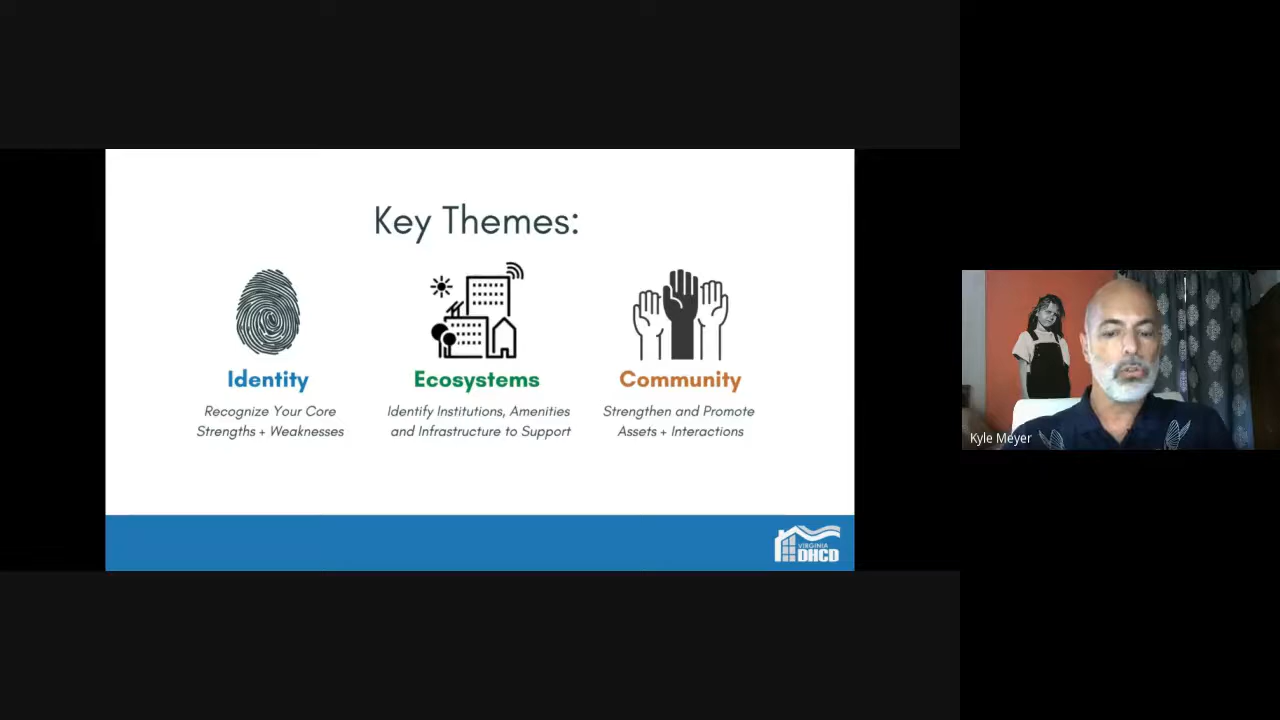 Key Themes:
Identity
Recognize Your Core
Strengths + Weaknesses
Ecosystems
Identify Institutions, Amenities
and Infrastructure to Support
Community
Strengthen and Promote
Assets + Interactions
VIRGINIA
DHCD
Kyle Meyer